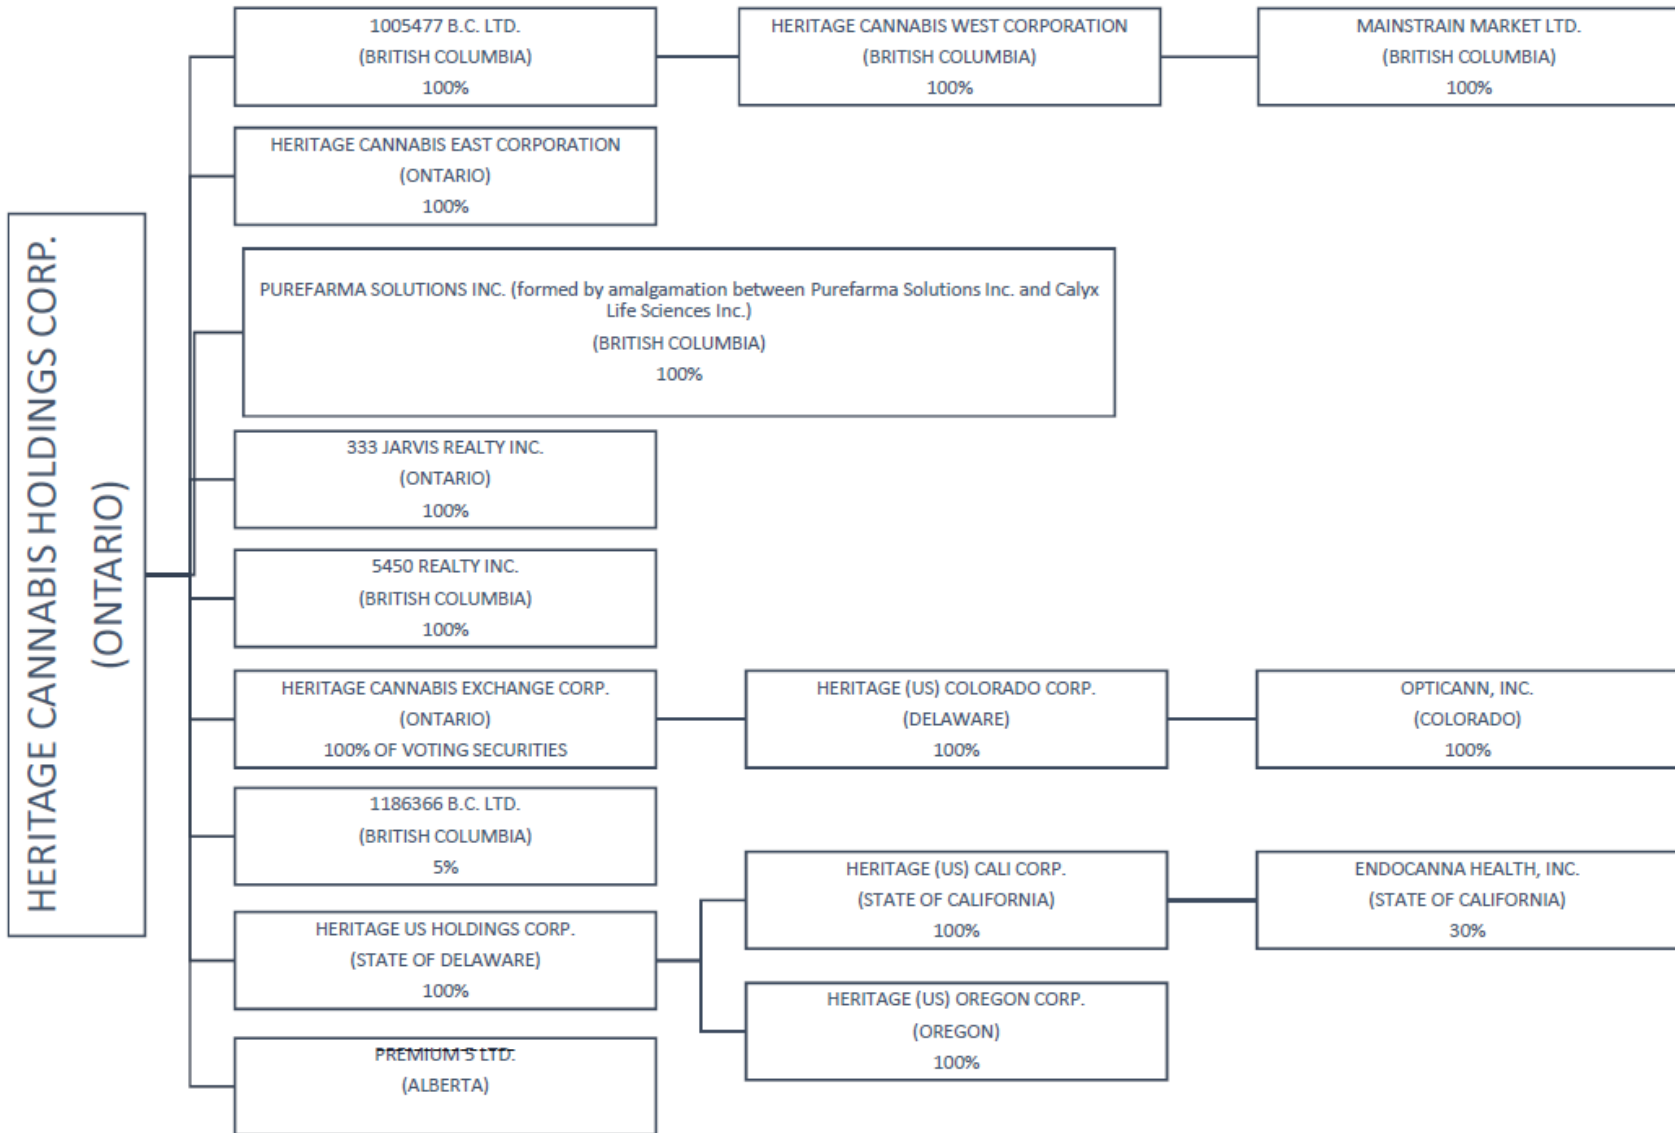 HERITAGE CANNABIS HOLDINGS CORP.
(ONTARIO)
1005477 B.C. LTD.
(BRITISH COLUMBIA)
100%
HERITAGE CANNABIS WEST CORPORATION
(BRITISH COLUMBIA)
100%
MAINSTRAIN MARKET LTD.
(BRITISH COLUMBIA)
100%
HERITAGE CANNABIS EAST CORPORATION
(ONTARIO)
100%
PUREFARMA SOLUTIONS INC. (formed by amalgamation between Purefarma Solutions Inc. and Calyx
Life Sciences Inc.)
(BRITISH COLUMBIA)
100%
333 JARVIS REALTY INC.
(ONTARIO)
100%
5450 REALTY INC.
(BRITISH COLUMBIA)
100%
HERITAGE CANNABIS EXCHANGE CORP.
(ONTARIO)
100% OF VOTING SECURITIES
HERITAGE (US) COLORADO CORP.
(DELAWARE)
100%
OPTICANN, INC.
(COLORADO)
100%
1186366 B.C. LTD.
(BRITISH COLUMBIA)
5%
HERITAGE US HOLDINGS CORP.
(STATE OF DELAWARE)
100%
HERITAGE (US) CALI CORP.
(STATE OF CALIFORNIA)
100%
ENDOCANNA HEALTH, INC.
(STATE OF CALIFORNIA)
30%
HERITAGE (US) OREGON CORP.
(OREGON)
100%
PREMIUM 5 LTD.
(ALBERTA)